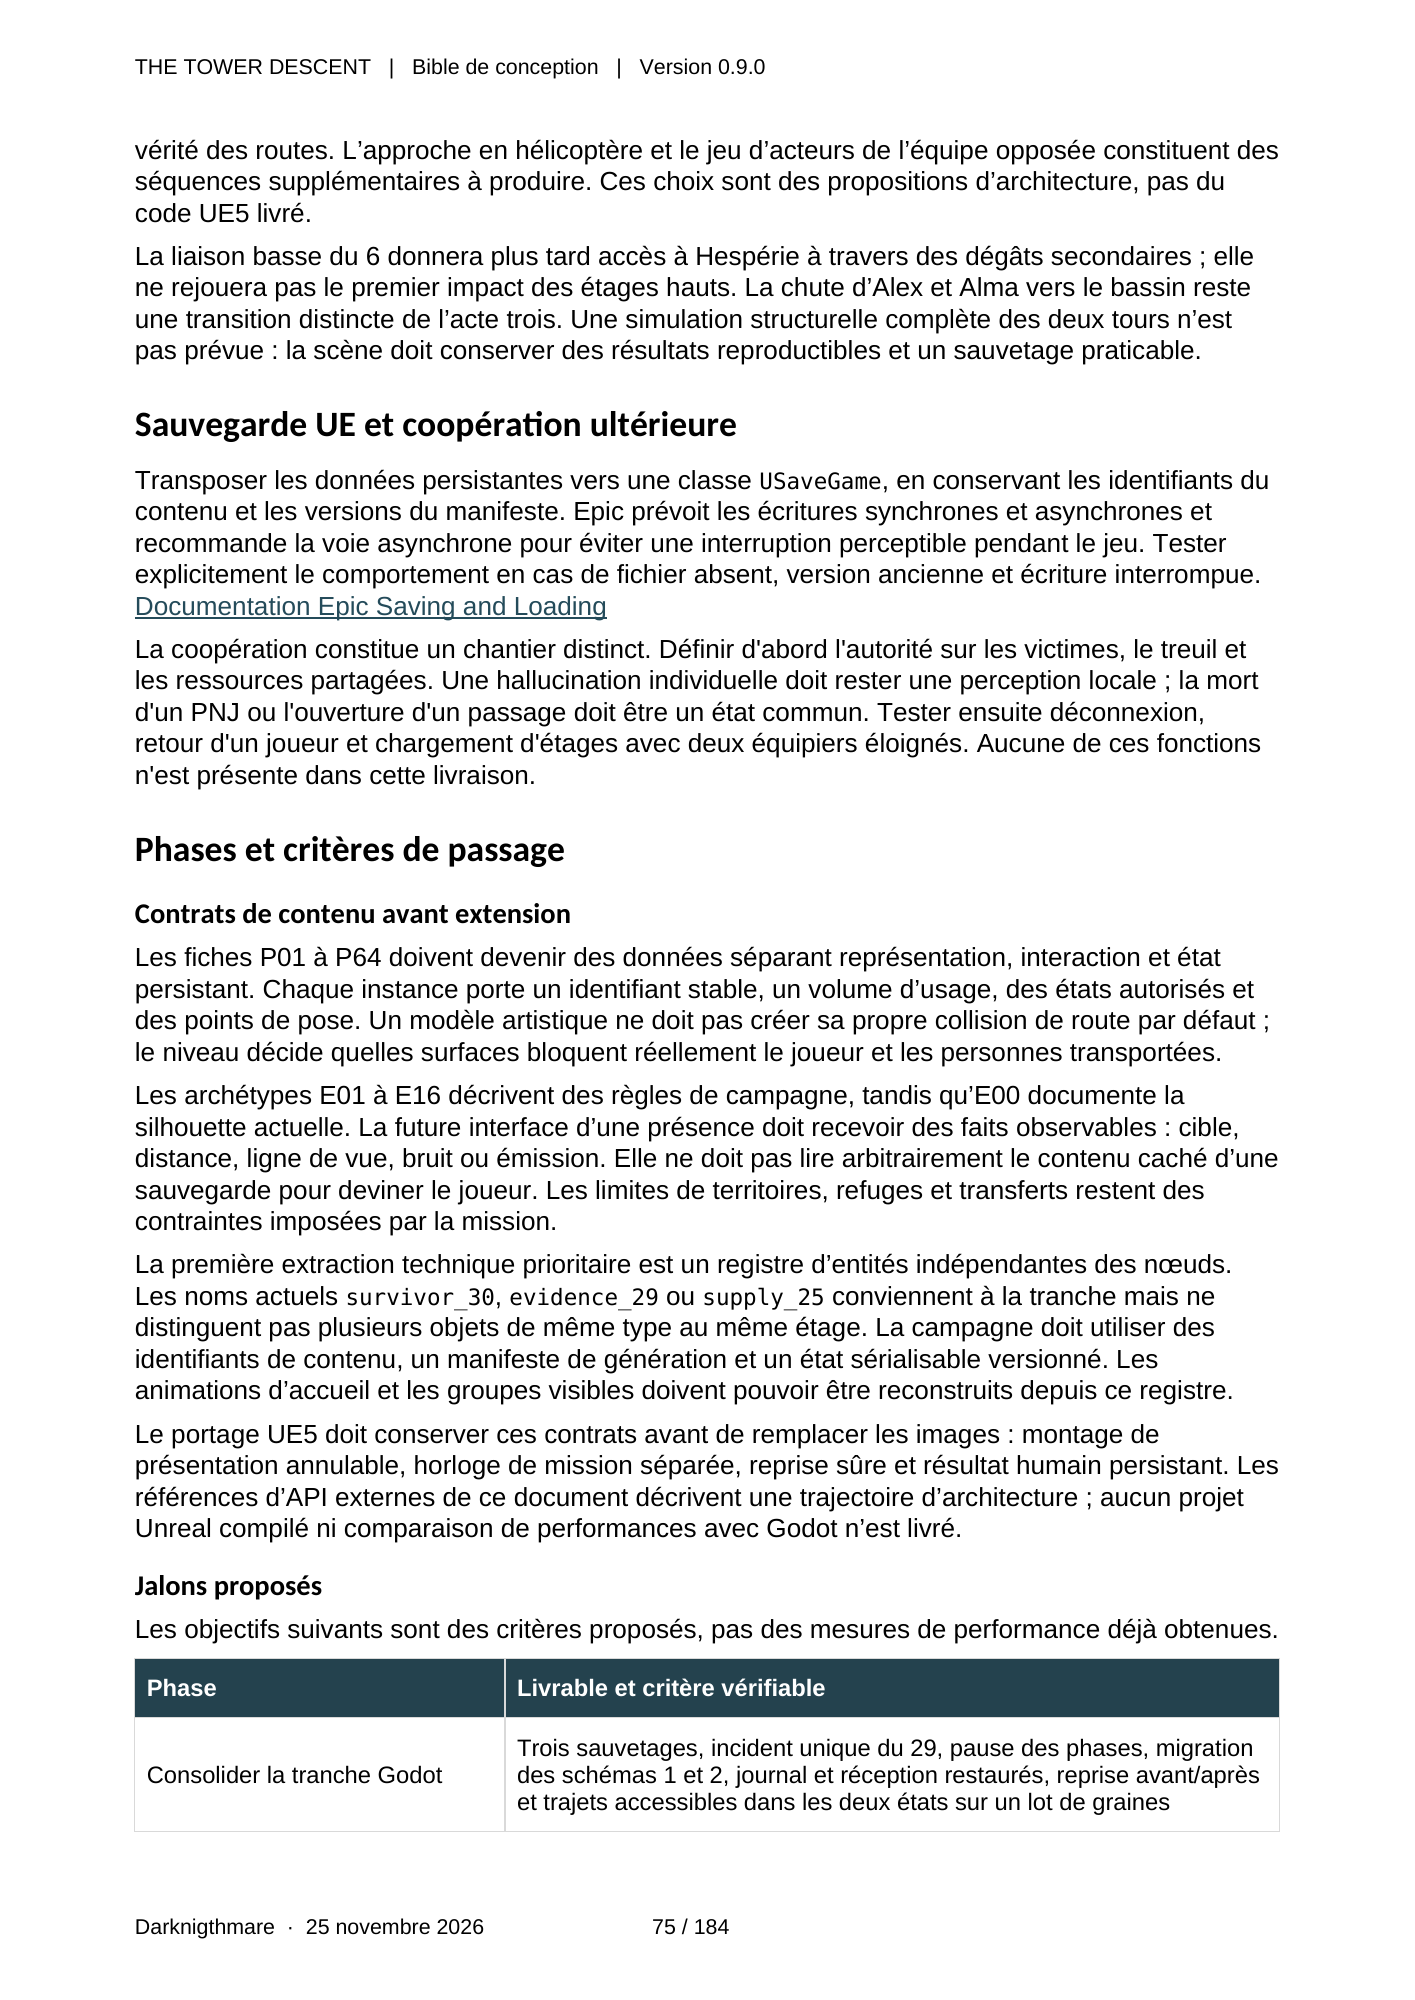 THE TOWER DESCENT | Bible de conception | Version 0.9.0
vérité des routes. L’approche en hélicoptère et le jeu d’acteurs de l’équipe opposée constituent des
séquences supplémentaires à produire. Ces choix sont des propositions d’architecture, pas du
code UE5 livré.
La liaison basse du 6 donnera plus tard accès à Hespérie à travers des dégâts secondaires ; elle
ne rejouera pas le premier impact des étages hauts. La chute d’Alex et Alma vers le bassin reste
une transition distincte de l’acte trois. Une simulation structurelle complète des deux tours n’est
pas prévue : la scène doit conserver des résultats reproductibles et un sauvetage praticable.
Sauvegarde UE et coopération ultérieure
Transposer les données persistantes vers une classe USaveGame, en conservant les identifiants du
contenu et les versions du manifeste. Epic prévoit les écritures synchrones et asynchrones et
recommande la voie asynchrone pour éviter une interruption perceptible pendant le jeu. Tester
explicitement le comportement en cas de fichier absent, version ancienne et écriture interrompue.
Documentation Epic Saving and Loading
La coopération constitue un chantier distinct. Définir d'abord l'autorité sur les victimes, le treuil et
les ressources partagées. Une hallucination individuelle doit rester une perception locale ; la mort
d'un PNJ ou l'ouverture d'un passage doit être un état commun. Tester ensuite déconnexion,
retour d'un joueur et chargement d'étages avec deux équipiers éloignés. Aucune de ces fonctions
n'est présente dans cette livraison.
Phases et critères de passage
Contrats de contenu avant extension
Les fiches P01 à P64 doivent devenir des données séparant représentation, interaction et état
persistant. Chaque instance porte un identifiant stable, un volume d’usage, des états autorisés et
des points de pose. Un modèle artistique ne doit pas créer sa propre collision de route par défaut ;
le niveau décide quelles surfaces bloquent réellement le joueur et les personnes transportées.
Les archétypes E01 à E16 décrivent des règles de campagne, tandis qu’E00 documente la
silhouette actuelle. La future interface d’une présence doit recevoir des faits observables : cible,
distance, ligne de vue, bruit ou émission. Elle ne doit pas lire arbitrairement le contenu caché d’une
sauvegarde pour deviner le joueur. Les limites de territoires, refuges et transferts restent des
contraintes imposées par la mission.
La première extraction technique prioritaire est un registre d’entités indépendantes des nœuds.
Les noms actuels survivor_30, evidence_29 ou supply_25 conviennent à la tranche mais ne
distinguent pas plusieurs objets de même type au même étage. La campagne doit utiliser des
identifiants de contenu, un manifeste de génération et un état sérialisable versionné. Les
animations d’accueil et les groupes visibles doivent pouvoir être reconstruits depuis ce registre.
Le portage UE5 doit conserver ces contrats avant de remplacer les images : montage de
présentation annulable, horloge de mission séparée, reprise sûre et résultat humain persistant. Les
références d’API externes de ce document décrivent une trajectoire d’architecture ; aucun projet
Unreal compilé ni comparaison de performances avec Godot n’est livré.
Jalons proposés
Les objectifs suivants sont des critères proposés, pas des mesures de performance déjà obtenues.
Phase
Livrable et critère vérifiable
Consolider la tranche Godot
Trois sauvetages, incident unique du 29, pause des phases, migration
des schémas 1 et 2, journal et réception restaurés, reprise avant/après
et trajets accessibles dans les deux états sur un lot de graines
Darknigthmare · 25 novembre 2026
75 / 184